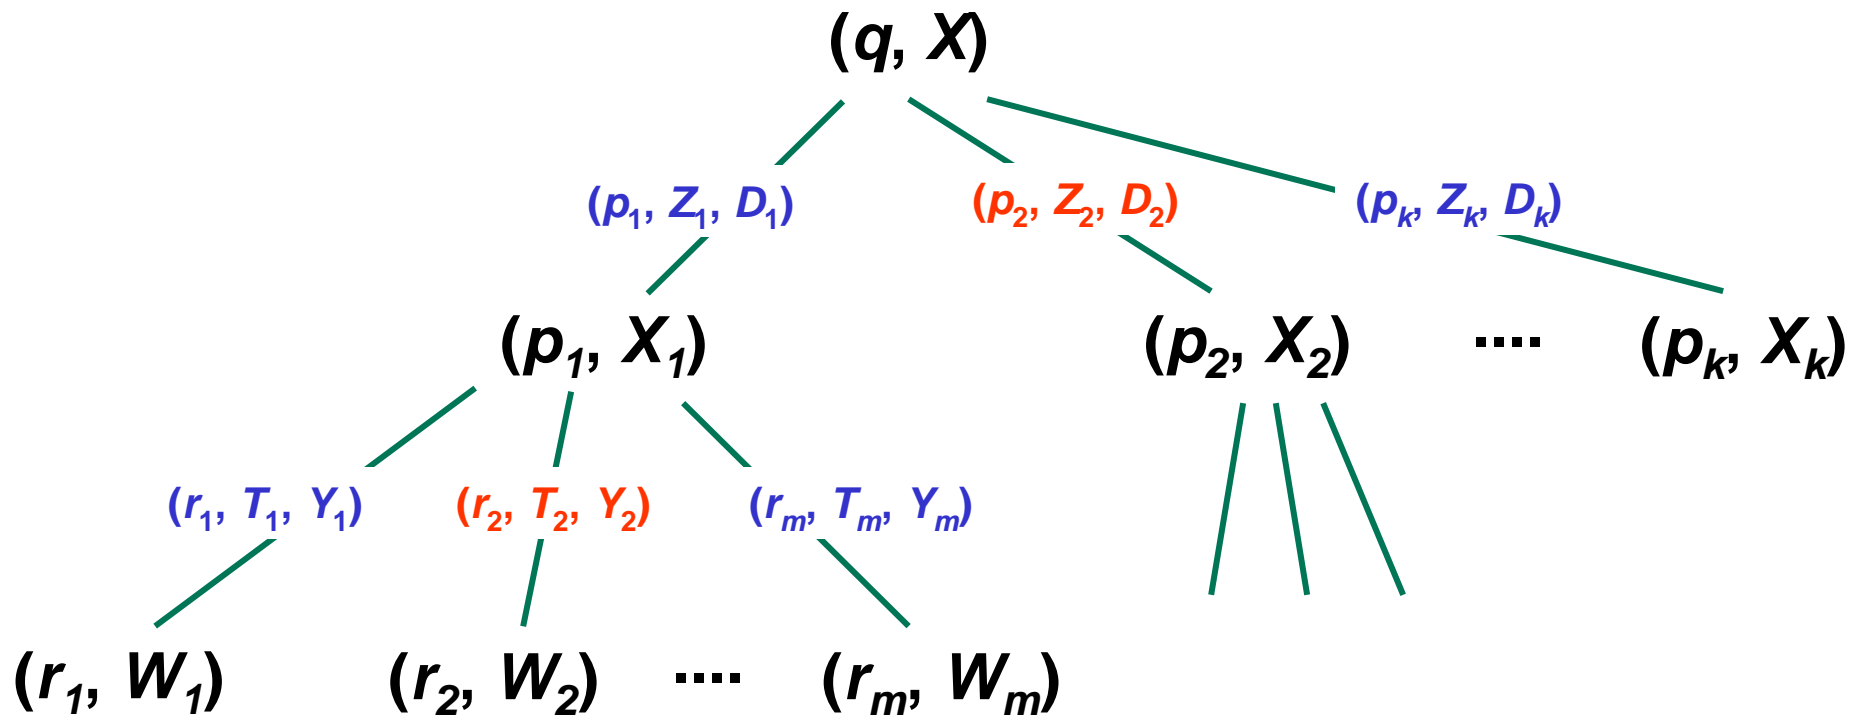 (q, X)
(p₁, Z₁, D₁) (p₂, Z₂, D₂) (pₖ, Zₖ, Dₖ)
(p₁, X₁) (p₂, X₂) .... (pₖ, Xₖ)
(r₁, T₁, Y₁) (r₂, T₂, Y₂) (rₘ, Tₘ, Yₘ)
(r₁, W₁) (r₂, W₂) .... (rₘ, Wₘ)